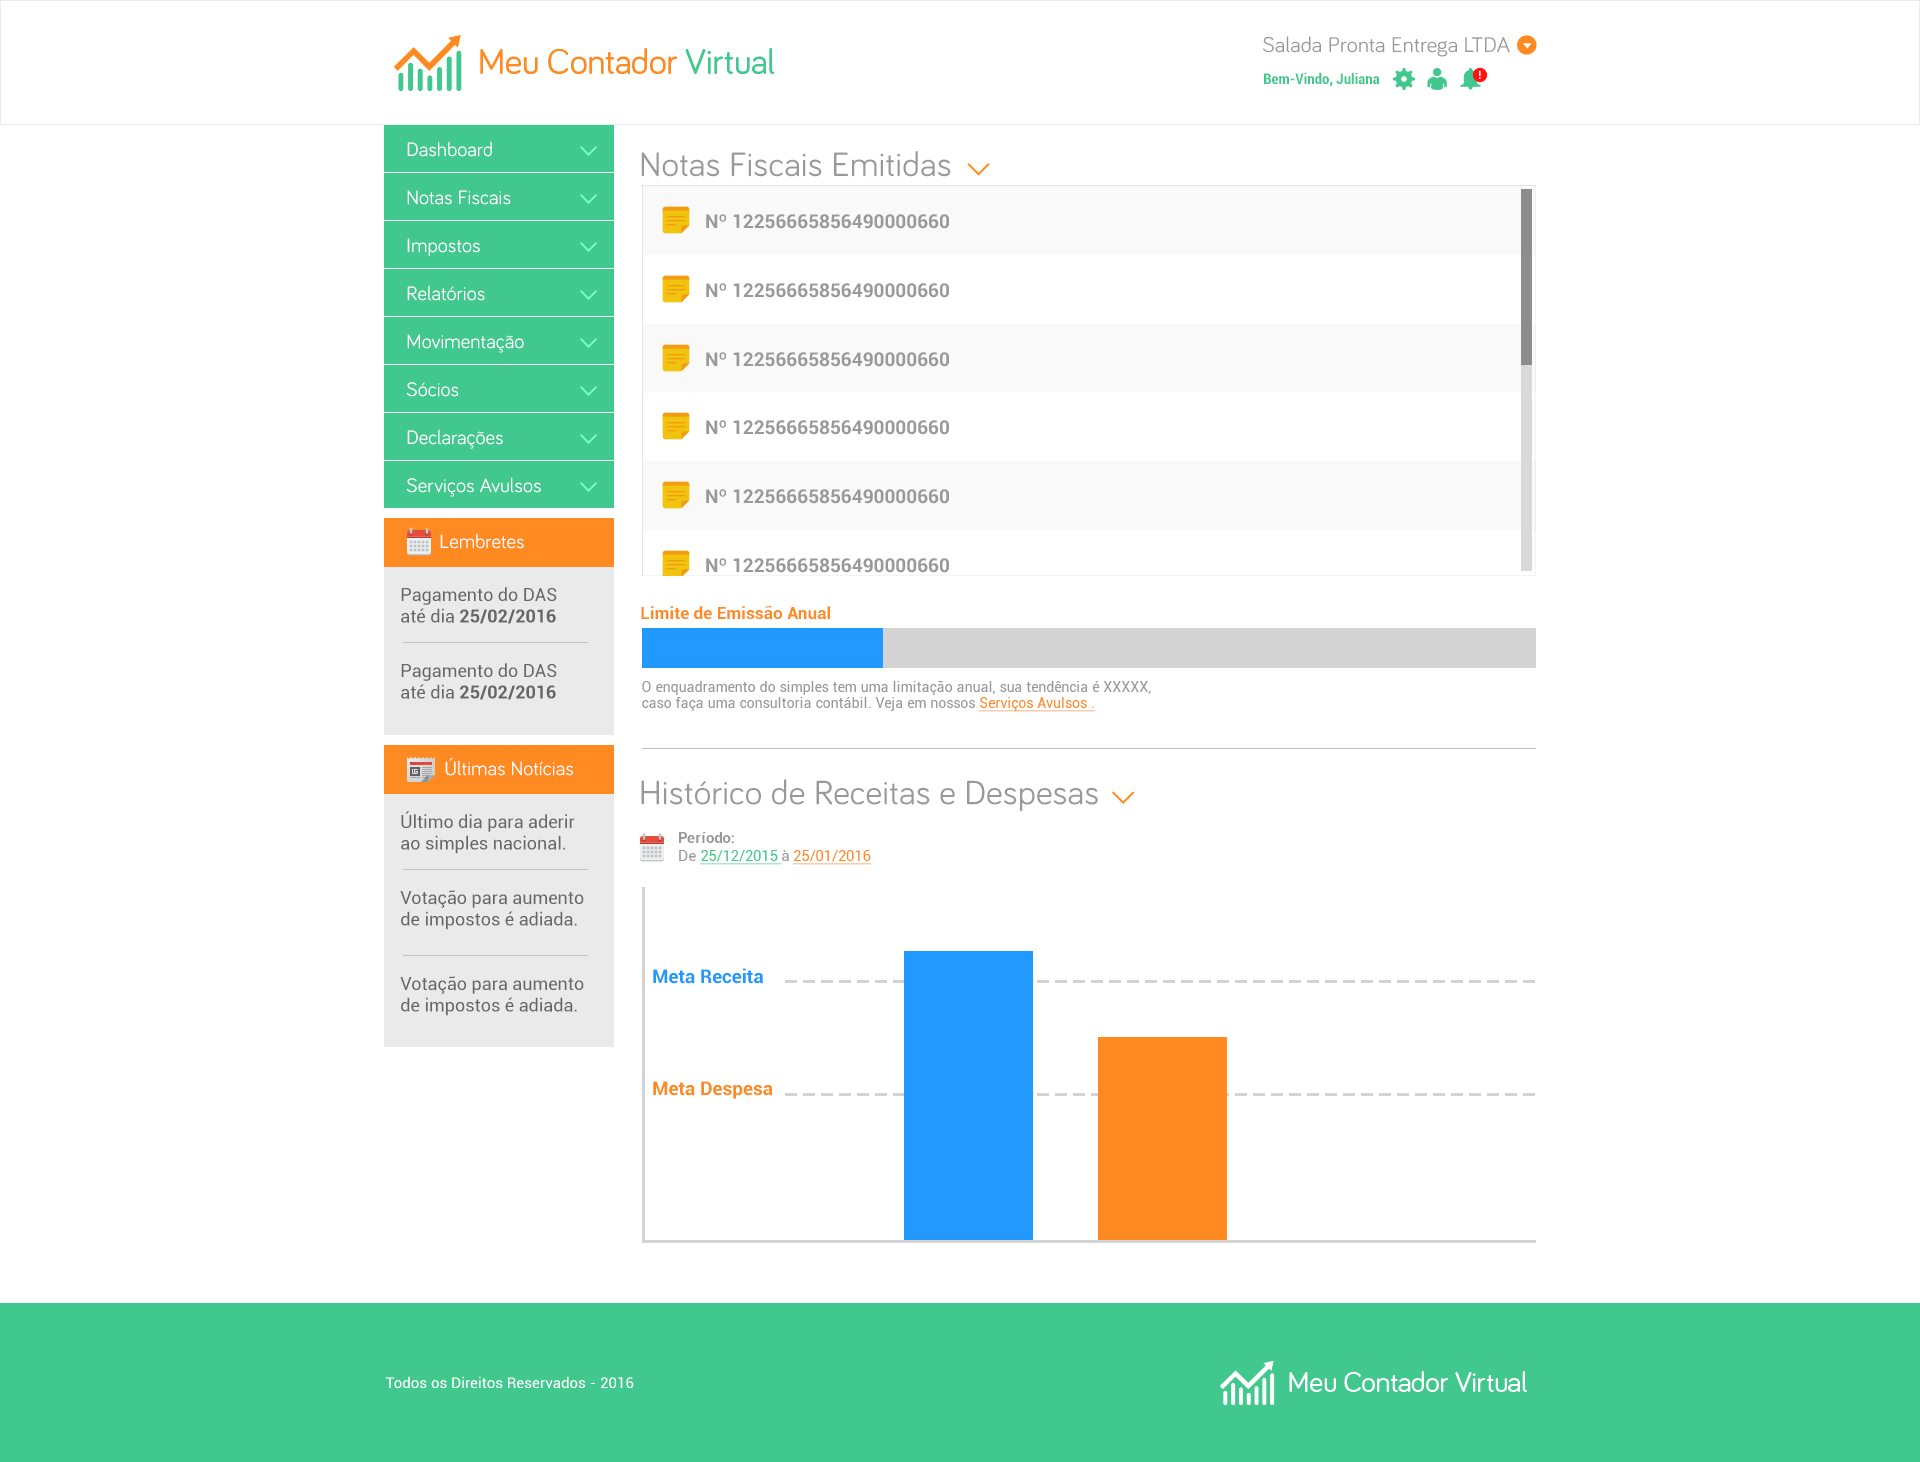 Meu Contador Virtual
Salada Pronta Entrega LTDA
Bem-Vindo, Juliana
!
Dashboard
Notas Fiscais
Impostos
Relatórios
Movimentação
Sócios
Declarações
Serviços Avulsos
Lembretes
Pagamento do DAS
até dia 25/02/2016
Pagamento do DAS
até dia 25/02/2016
Últimas Notícias
Último dia para aderir
ao simples nacional.
Votação para aumento
de impostos é adiada.
Votação para aumento
de impostos é adiada.
Notas Fiscais Emitidas
Nº 12256665856490000660
Nº 12256665856490000660
Nº 12256665856490000660
Nº 12256665856490000660
Nº 12256665856490000660
Nº 12256665856490000660
Limite de Emissão Anual
O enquadramento do simples tem uma limitação anual, sua tendência é XXXXX,
caso faça uma consultoria contábil. Veja em nossos Serviços Avulsos .
Histórico de Receitas e Despesas
Período:
De 25/12/2015 à 25/01/2016
Meta Receita
Meta Despesa
Todos os Direitos Reservados - 2016
Meu Contador Virtual